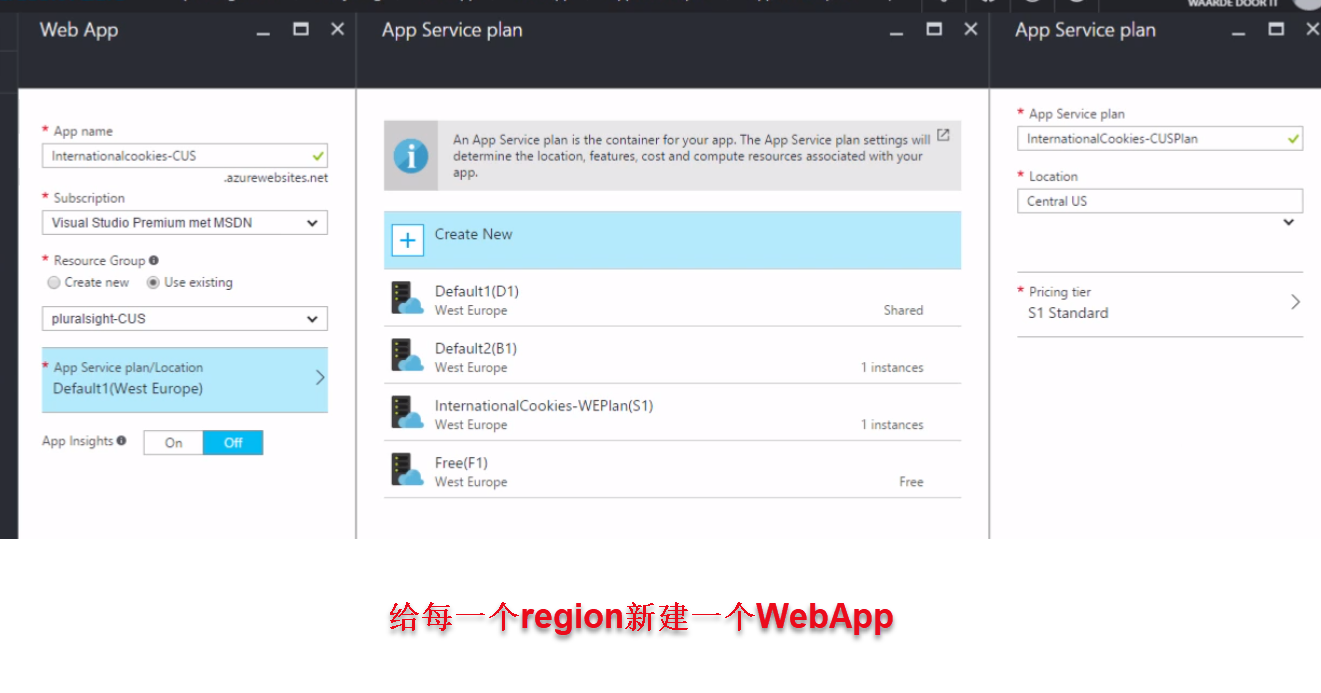 WAARDE DOOR IT
Web App
App name
Internationalcookies-CUS
.azurewebsites.net
Subscription
Visual Studio Premium met MSDN
Resource Group
Create new
Use existing
pluralsight-CUS
App Service plan/Location
Default1(West Europe)
App Insights
On
Off
App Service plan
An App Service plan is the container for your app. The App Service plan settings will
determine the location, features, cost and compute resources associated with your
app.
Create New
Default1(D1)
West Europe
Shared
Default2(B1)
West Europe
1 instances
InternationalCookies-WEPlan(S1)
West Europe
1 instances
Free(F1)
West Europe
Free
App Service plan
* App Service plan
InternationalCookies-CUSPlan
* Location
Central US
* Pricing tier
S1 Standard
给每一个region新建一个WebApp